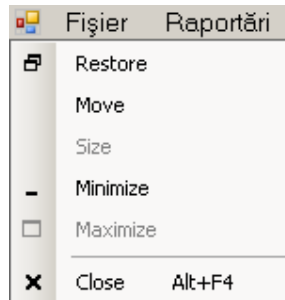 Fişier Raportări
Restore
Move
Size
Minimize
Maximize
Close Alt+F4